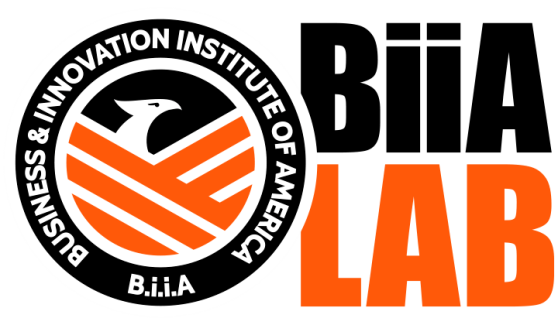 BUSINESS & INNOVATION INSTITUTE OF AMERICA
B.i.i.A
BiiA
LAB